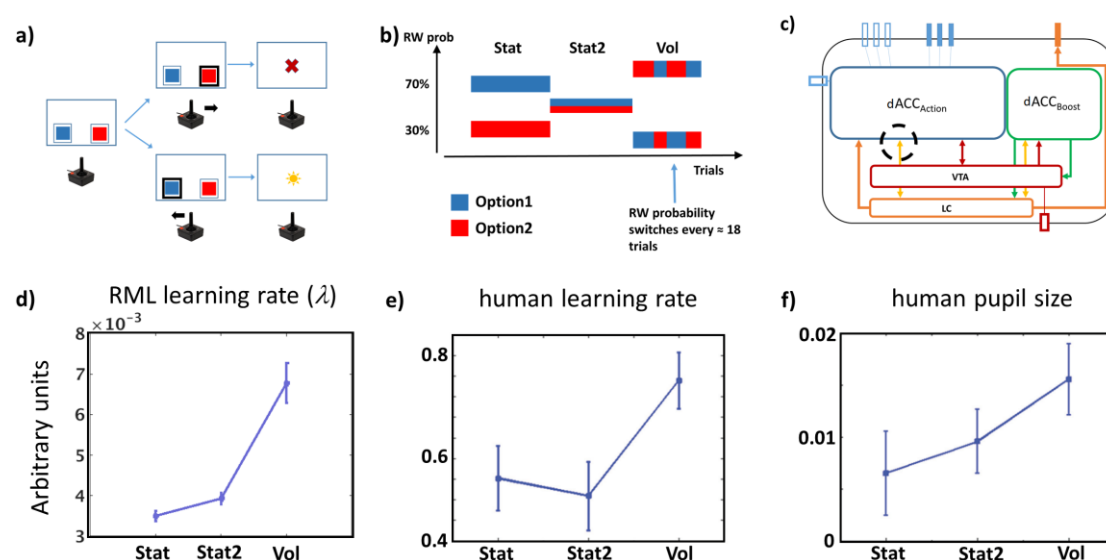 a)
b)
RW prob
Stat
Stat2
Vol
70%
30%
Trials
Option1
Option2
RW probability
switches every ≈ 18
trials
c)
dACC Action
dACC Boost
VTA
LC
d)
RML learning rate (λ)
×10⁻³
8
7
6
5
4
3
Arbitrary units
Stat
Stat2
Vol
e)
human learning rate
0.8
0.6
0.4
Stat
Stat2
Vol
f)
human pupil size
0.02
0.01
0
Stat
Stat2
Vol